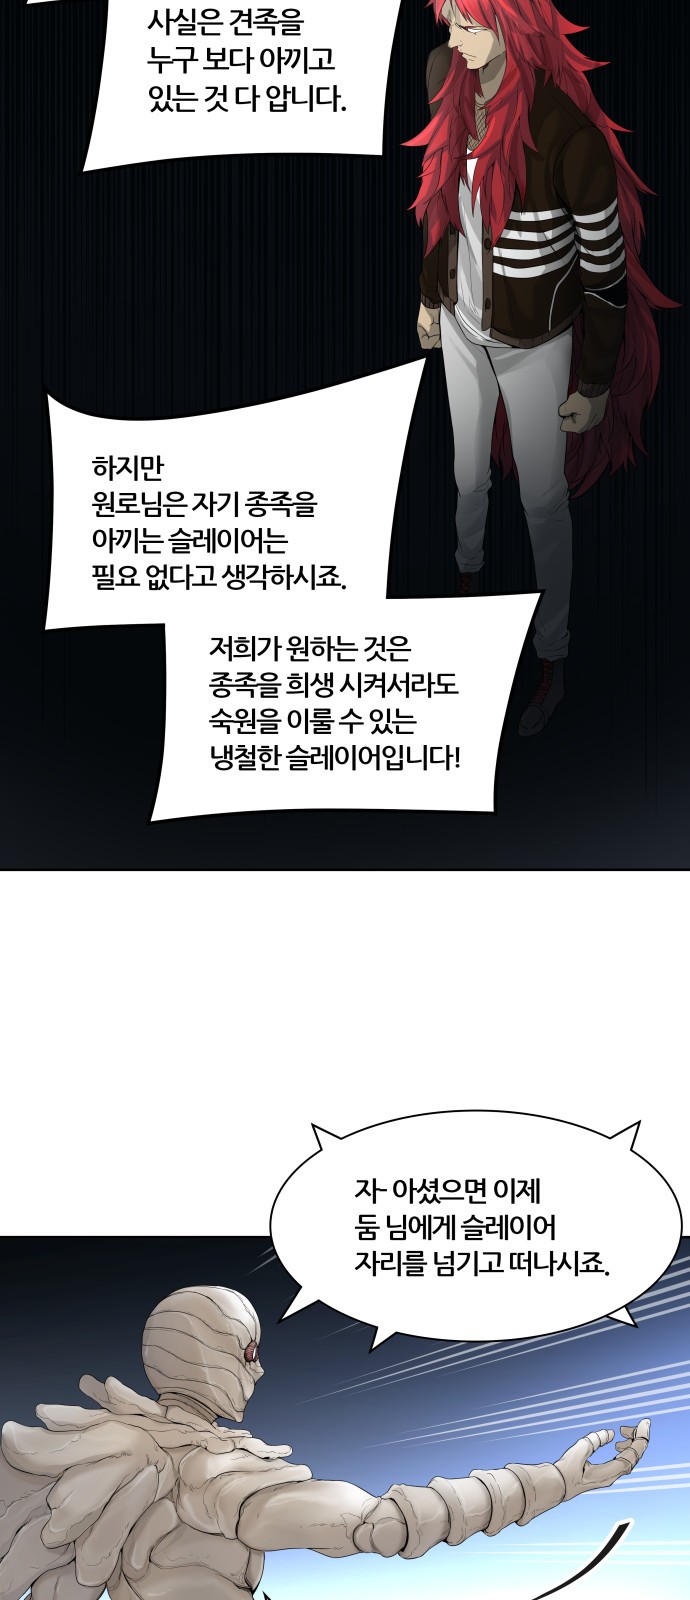 사실은 견족을
누구 보다 아끼고
있는 것 다 압니다.
하지만
원로님은 자기 종족을
아끼는 슬레이어는
필요 없다고 생각하시죠.
저희가 원하는 것은
종족을 희생 시켜서라도
숙원을 이룰 수 있는
냉철한 슬레이어입니다!
자- 아셨으면 이제
둠 님에게 슬레이어
자리를 넘기고 떠나시죠.